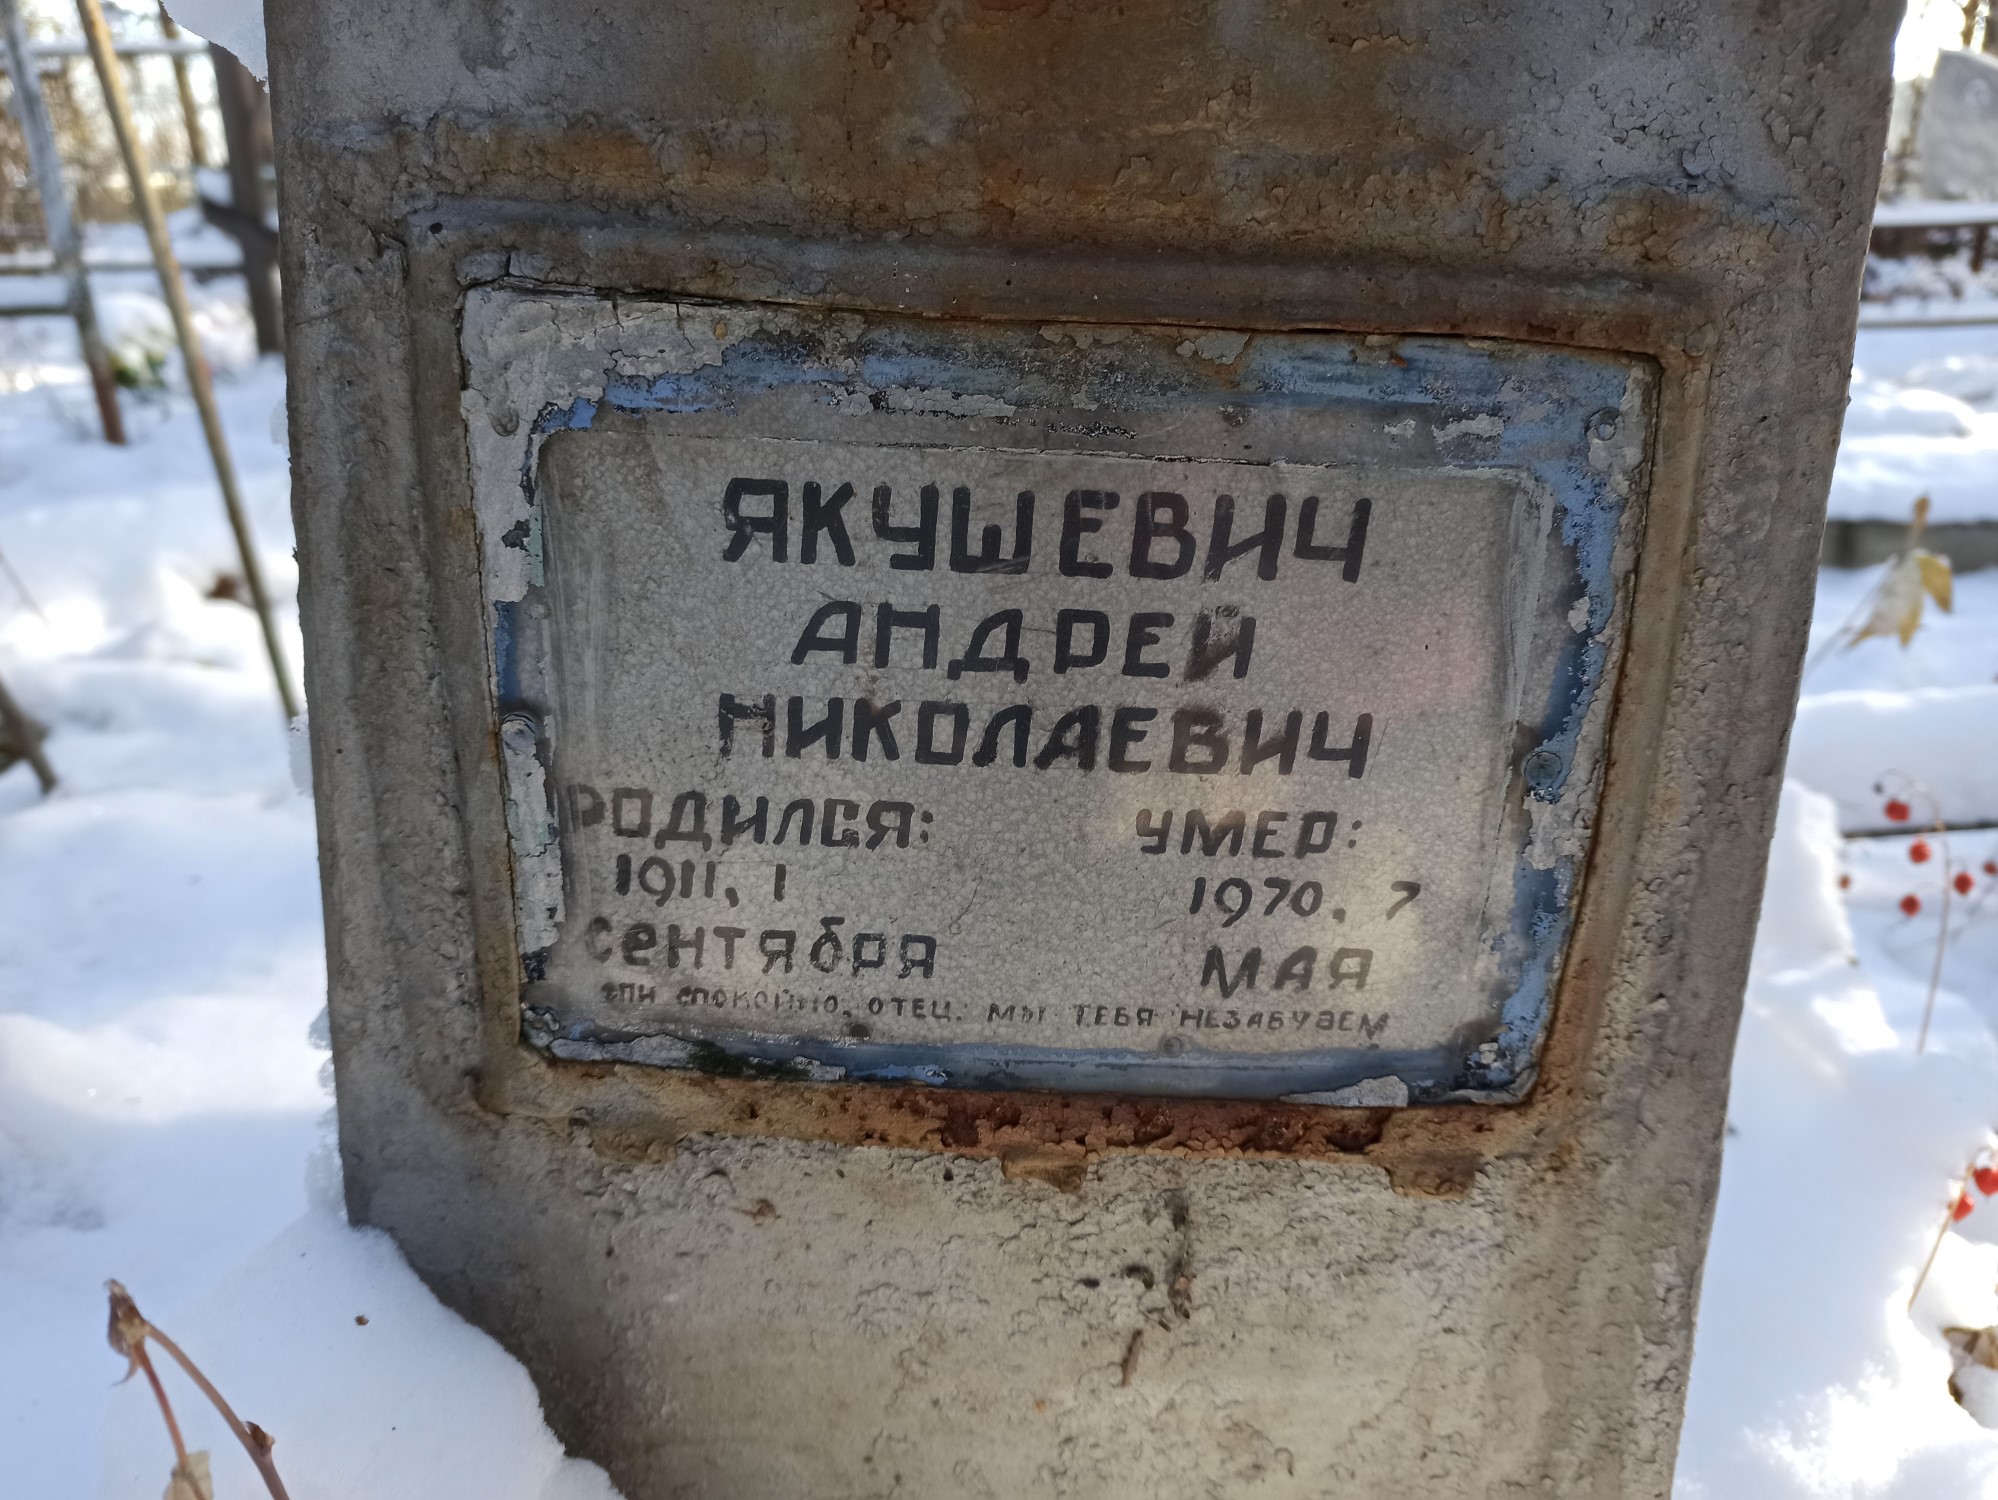 ЯКУШЕВИЧ
АНДРЕЙ
НИКОЛАЕВИЧ
РОДИЛСЯ: УМЕР:
1911, 1 1970, 7
сентября МАЯ
СПИ СПОКОЙНО, ОТЕЦ. МЫ ТЕБЯ НЕЗАБУДЕМ